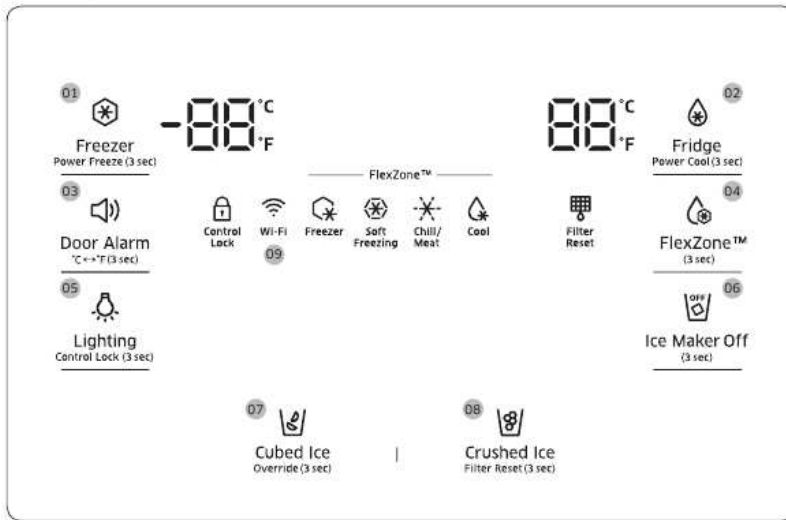 01
Freezer
Power Freeze (3 sec)
-88 °C °F
88 °C °F
02
Fridge
Power Cool (3 sec)
03
Door Alarm
°C↔°F (3 sec)
FlexZone™
Control Lock
Wi-Fi
09
Freezer
Soft Freezing
Chill/ Meat
Cool
Filter Reset
04
FlexZone™
(3 sec)
05
Lighting
Control Lock (3 sec)
06
OFF
Ice Maker Off
(3 sec)
07
Cubed Ice
Override (3 sec)
08
Crushed Ice
Filter Reset (3 sec)